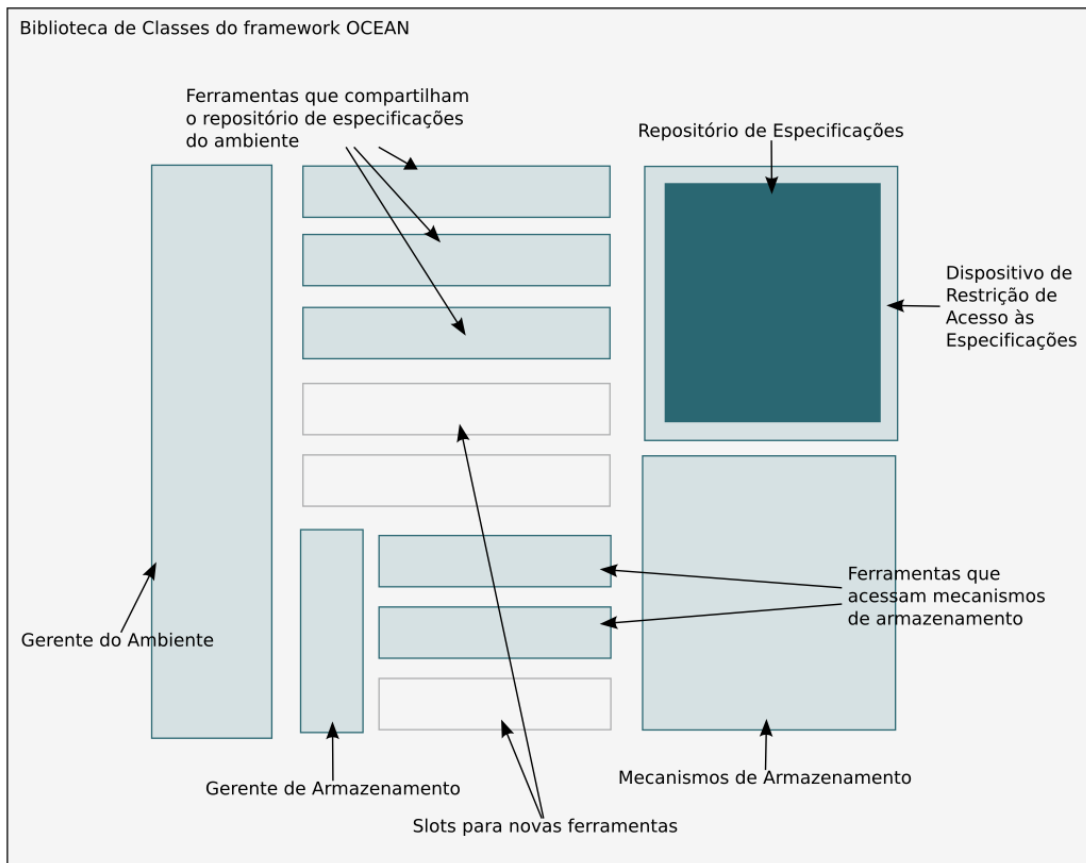 Biblioteca de Classes do framework OCEAN
Ferramentas que compartilham
o repositório de especificações
do ambiente
Repositório de Especificações
Dispositivo de
Restrição de
Acesso às
Especificações
Ferramentas que
acessam mecanismos
de armazenamento
Gerente do Ambiente
Gerente de Armazenamento
Mecanismos de Armazenamento
Slots para novas ferramentas